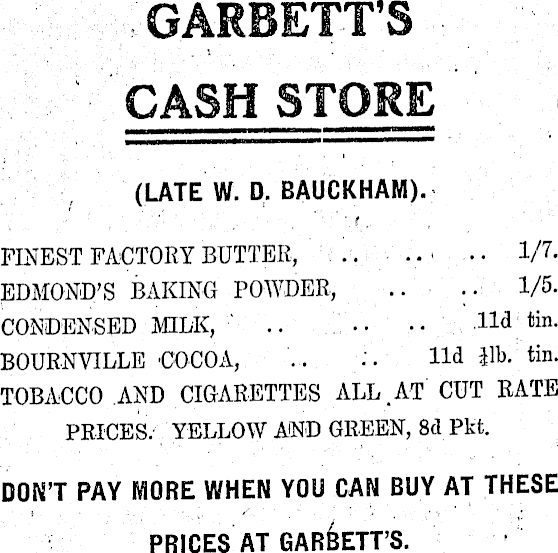 GARBETT'S
CASH STORE
(LATE W. D. BAUCKHAM).
FINEST FACTORY BUTTER, .. .. .. 1/7.
EDMOND'S BAKING POWDER, .. .. 1/5.
CONDENSED MILK, .. .. .. 11d tin.
BOURNVILLE COCOA, .. .. 11d ½lb. tin.
TOBACCO AND CIGARETTES ALL AT CUT RATE
PRICES. YELLOW AND GREEN, 8d Pkt.
DON'T PAY MORE WHEN YOU CAN BUY AT THESE
PRICES AT GARBETT'S.